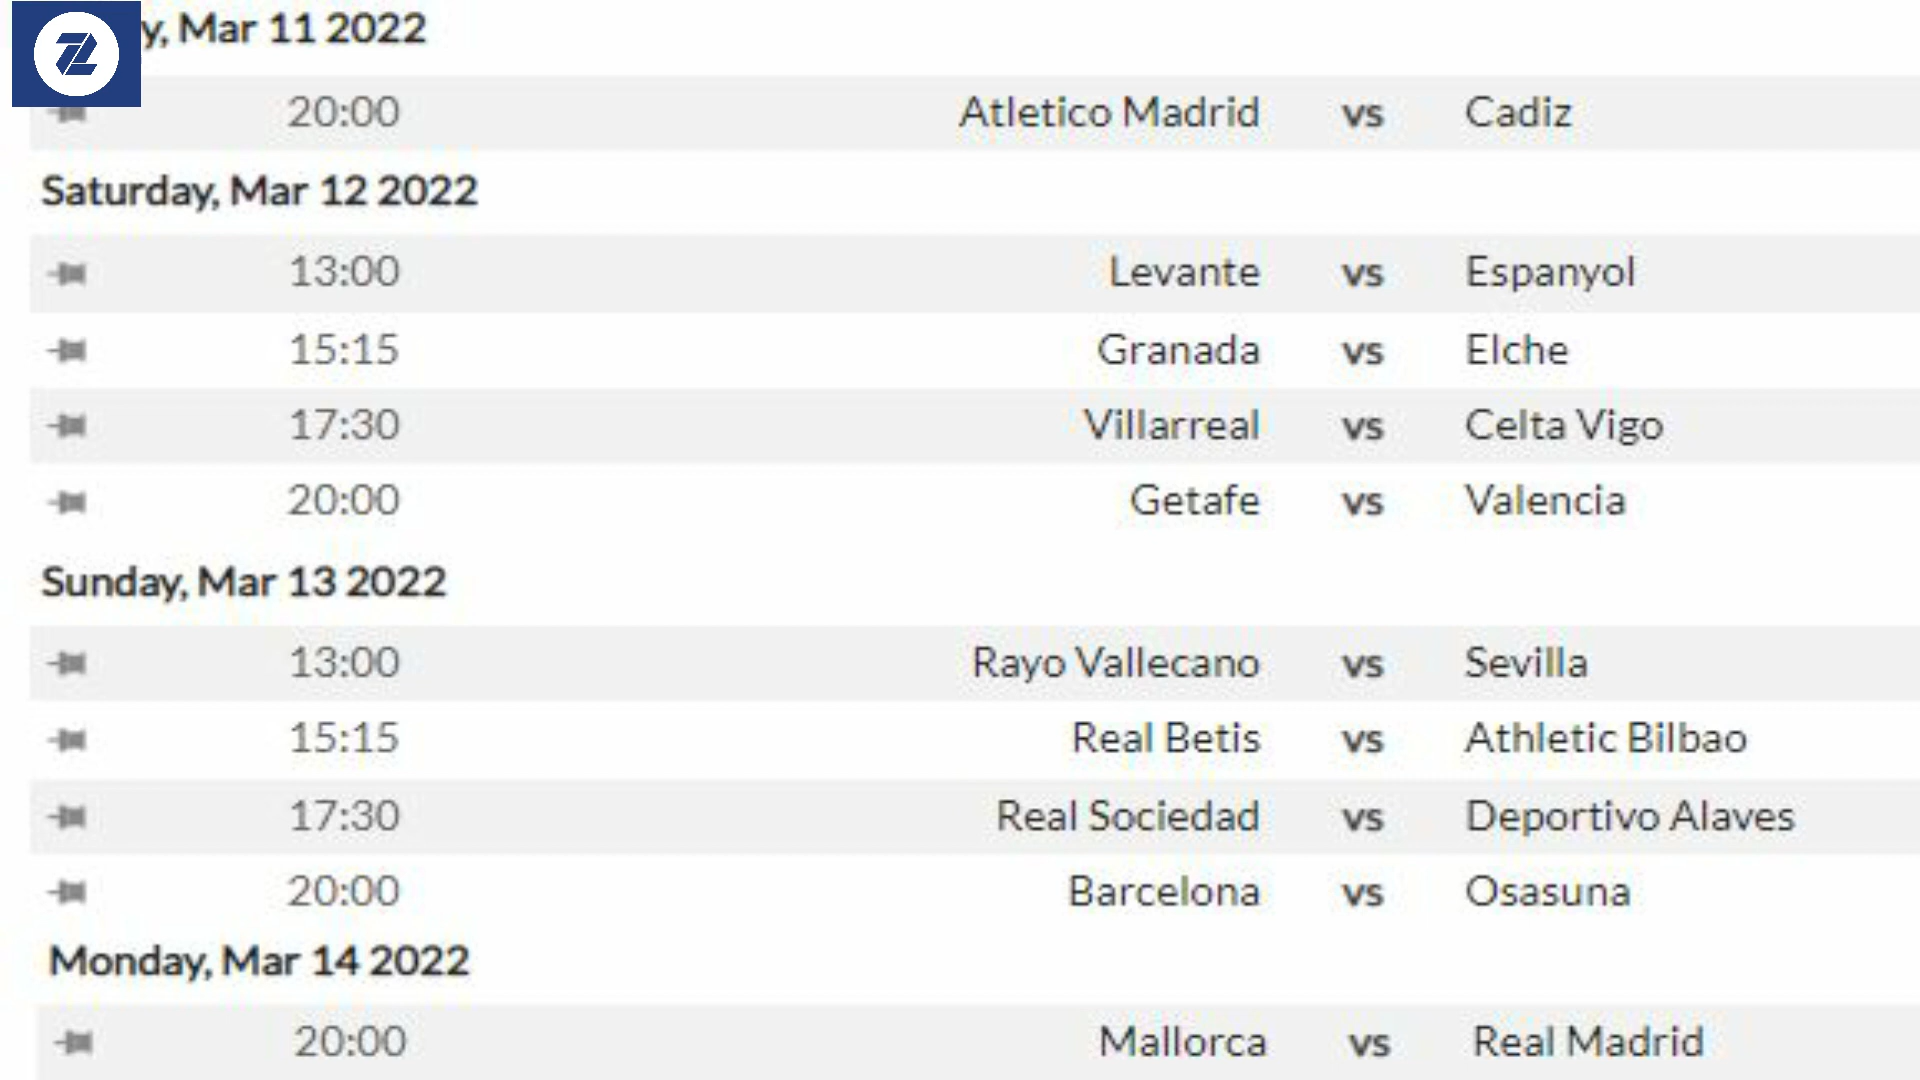 y, Mar 11 2022
20:00 Atletico Madrid vs Cadiz
Saturday, Mar 12 2022
13:00 Levante vs Espanyol
15:15 Granada vs Elche
17:30 Villarreal vs Celta Vigo
20:00 Getafe vs Valencia
Sunday, Mar 13 2022
13:00 Rayo Vallecano vs Sevilla
15:15 Real Betis vs Athletic Bilbao
17:30 Real Sociedad vs Deportivo Alaves
20:00 Barcelona vs Osasuna
Monday, Mar 14 2022
20:00 Mallorca vs Real Madrid